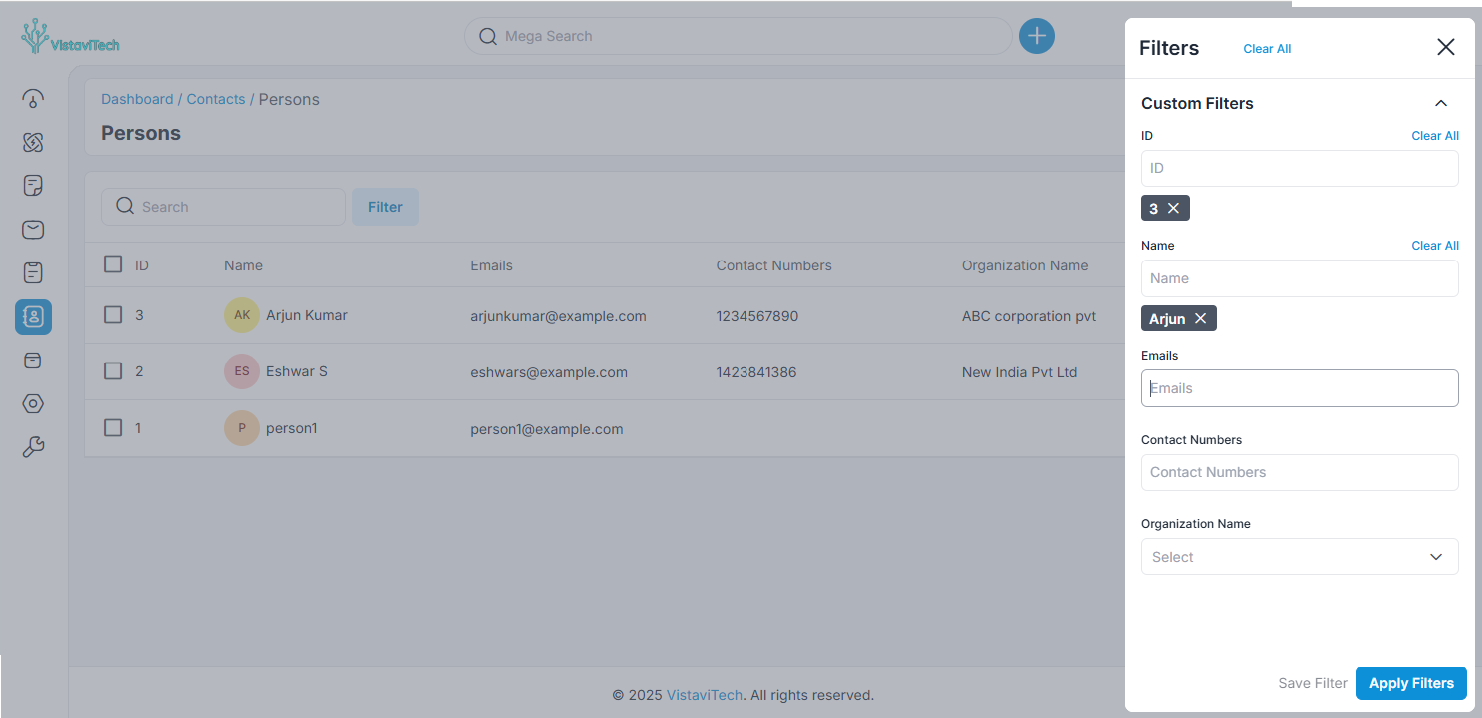 VistaviTech
Mega Search
Dashboard / Contacts / Persons
Persons
Search
Filter
ID Name Emails Contact Numbers Organization Name
3 AK Arjun Kumar arjunkumar@example.com 1234567890 ABC corporation pvt
2 ES Eshwar S eshwars@example.com 1423841386 New India Pvt Ltd
1 P person1 person1@example.com
© 2025 VistaviTech. All rights reserved.
Filters Clear All
Custom Filters
ID Clear All
ID
3
Name Clear All
Name
Arjun
Emails
Emails
Contact Numbers
Contact Numbers
Organization Name
Select
Save Filter Apply Filters